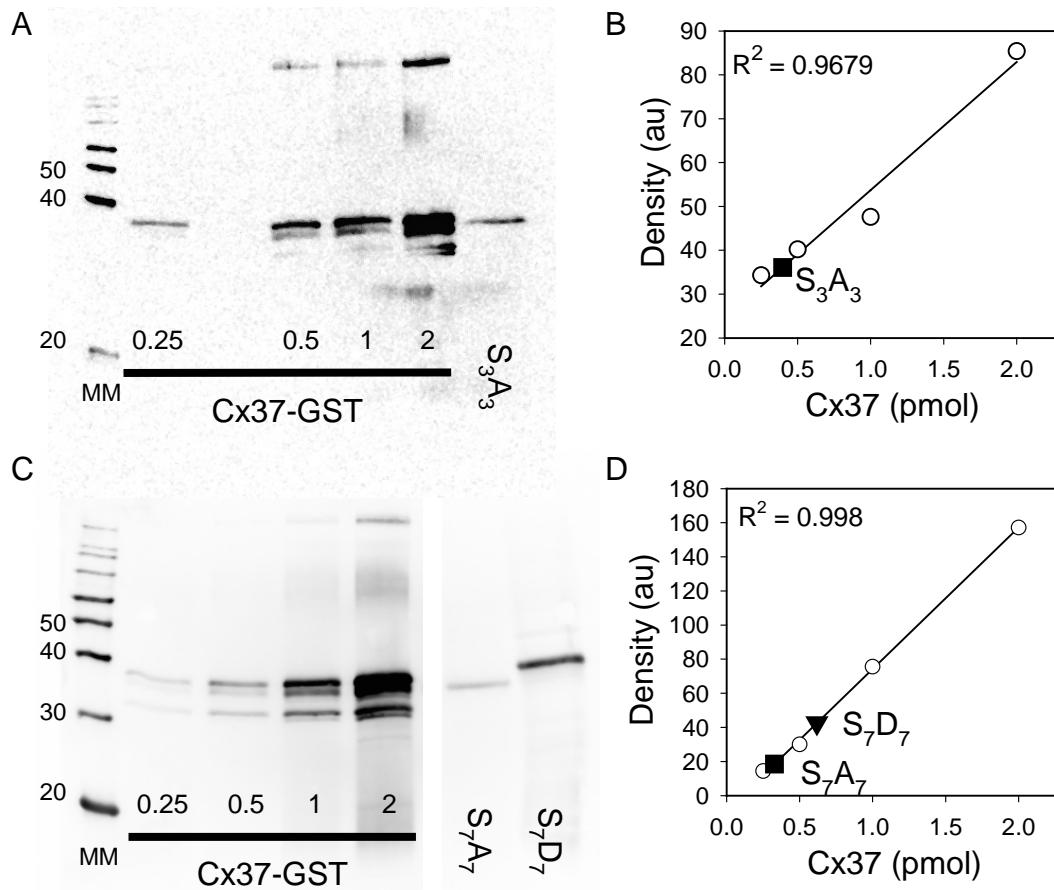 A
50
40
20
0.25 0.5 1 2
MM
Cx37-GST
S3A3
B
R2 = 0.9679
Density (au)
90
80
70
60
50
40
30
20
S3A3
0.0 0.5 1.0 1.5 2.0
Cx37 (pmol)
C
50
40
30
20
0.25 0.5 1 2
MM
Cx37-GST
S7A7
S7D7
D
R2 = 0.998
Density (au)
180
160
140
120
100
80
60
40
20
0
S7D7
S7A7
0.0 0.5 1.0 1.5 2.0
Cx37 (pmol)